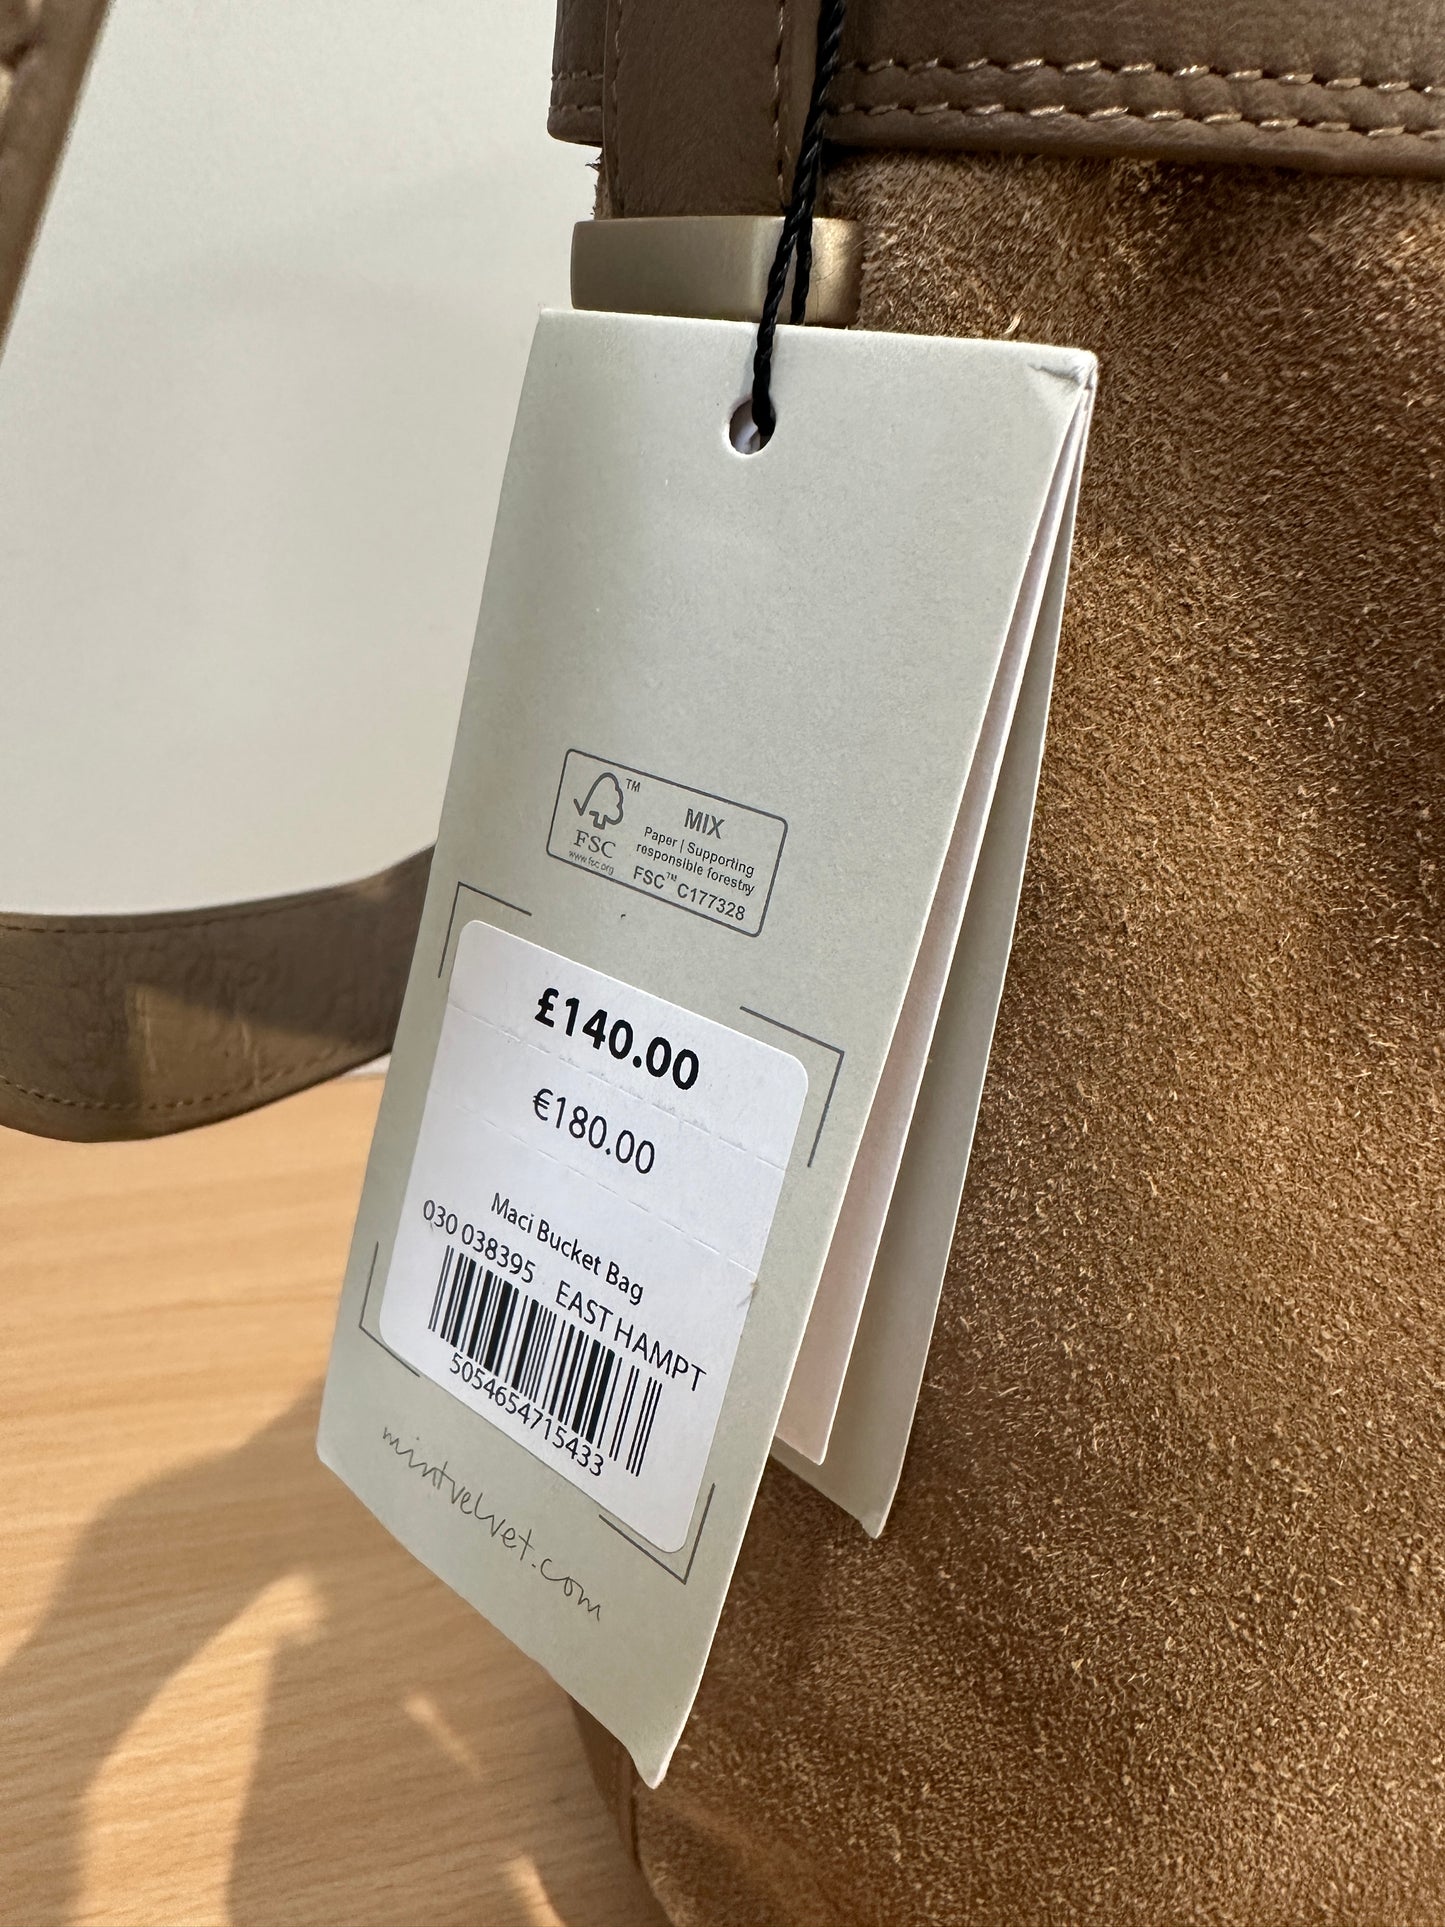 TM
MIX
Paper | Supporting
responsible forestry
FSC™ C177328
FSC
www.fsc.org
£140.00
€180.00
Maci Bucket Bag
030 038395 EAST HAMPT
5054654715433
mintvelvet.com